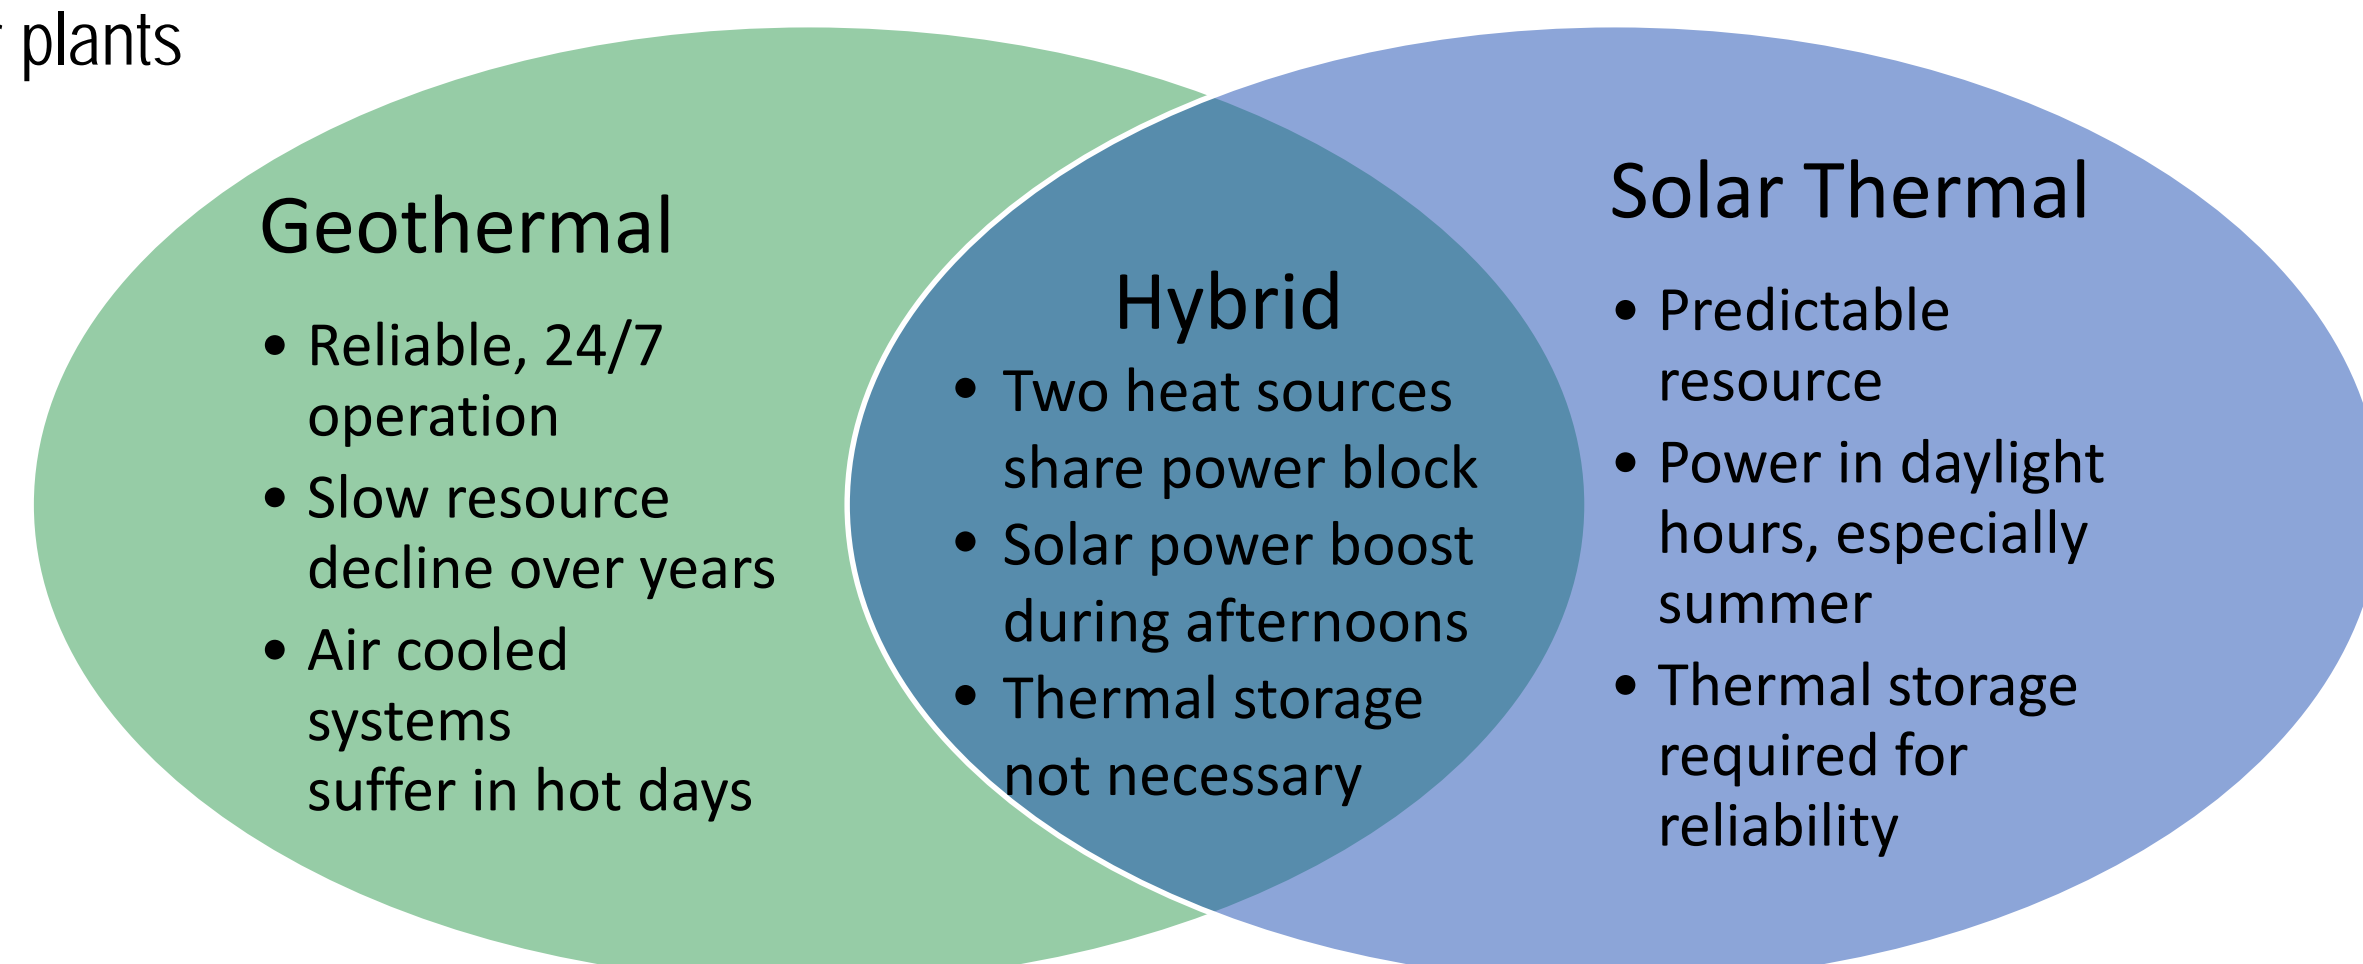 plants
Geothermal
• Reliable, 24/7
operation
• Slow resource
decline over years
• Air cooled
systems
suffer in hot days
Hybrid
• Two heat sources
share power block
• Solar power boost
during afternoons
• Thermal storage
not necessary
Solar Thermal
• Predictable
resource
• Power in daylight
hours, especially
summer
• Thermal storage
required for
reliability